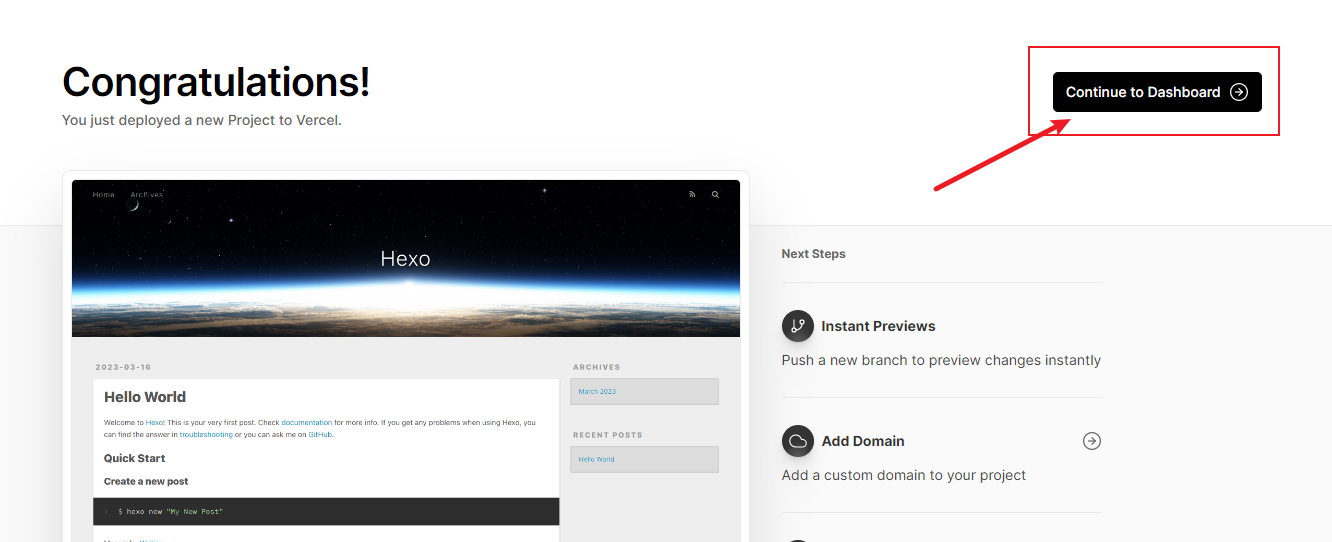 Congratulations!
You just deployed a new Project to Vercel.
Continue to Dashboard
Home Archives
Hexo
2023-03-16
Hello World
Welcome to Hexo! This is your very first post. Check documentation for more info. If you get any problems when using Hexo, you
can find the answer in troubleshooting or you can ask me on GitHub.
Quick Start
Create a new post
1 $ hexo new "My New Post"
ARCHIVES
March 2023
RECENT POSTS
Hello World
Next Steps
Instant Previews
Push a new branch to preview changes instantly
Add Domain
Add a custom domain to your project